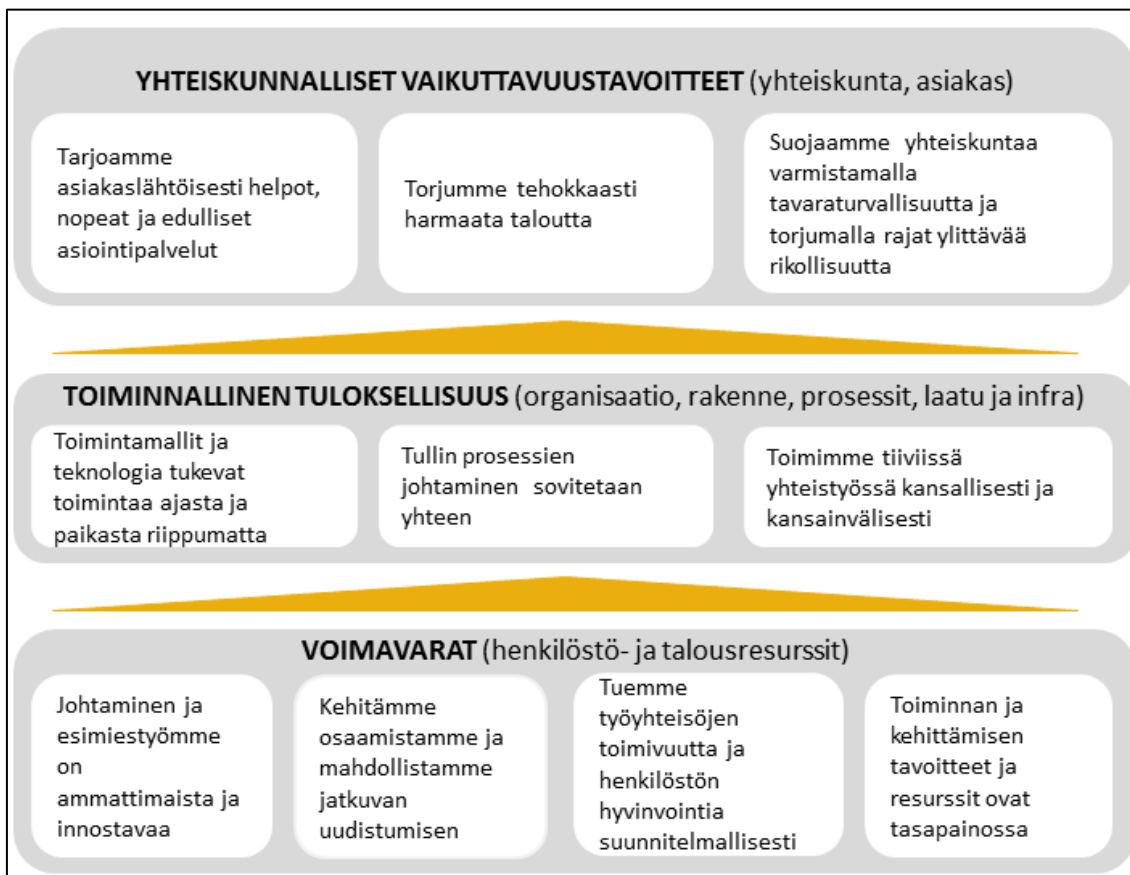 YHTEISKUNNALLISET VAIKUTTAVUUSTAVOITTEET (yhteiskunta, asiakas)
Tarjoamme
asiakaslähtöisesti helpot,
nopeat ja edulliset
asiointipalvelut
Torjumme tehokkaasti
harmaata taloutta
Suojaamme yhteiskuntaa
varmistamalla
tavaraturvallisuutta ja
torjumalla rajat ylittävää
rikollisuutta
TOIMINNALLINEN TULOKSELLISUUS (organisaatio, rakenne, prosessit, laatu ja infra)
Toimintamallit ja
teknologia tukevat
toimintaa ajasta ja
paikasta riippumatta
Tullin prosessien
johtaminen sovitetaan
yhteen
Toimimme tiiviissä
yhteistyössä kansallisesti ja
kansainvälisesti
VOIMAVARAT (henkilöstö- ja talousresurssit)
Johtaminen ja
esimiestyömme
on
ammattimaista ja
innostavaa
Kehitämme
osaamistamme ja
mahdollistamme
jatkuvan
uudistumisen
Tuemme
työyhteisöjen
toimivuutta ja
henkilöstön
hyvinvointia
suunnitelmallisesti
Toiminnan ja
kehittämisen
tavoitteet ja
resurssit ovat
tasapainossa